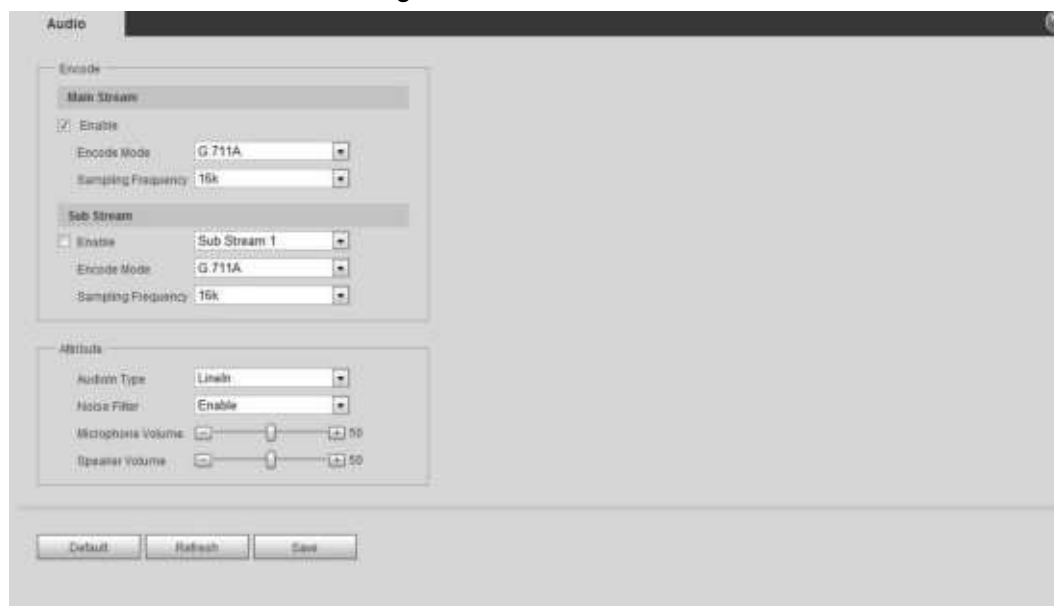 Audio
Encode
Main Stream
Enable
Encode Mode G.711A
Sampling Frequency 16k
Sub Stream
Enable Sub Stream 1
Encode Mode G.711A
Sampling Frequency 16k
Attribute
AudioIn Type LineIn
Noise Filter Enable
Microphone Volume 50
Speaker Volume 50
Default Refresh Save